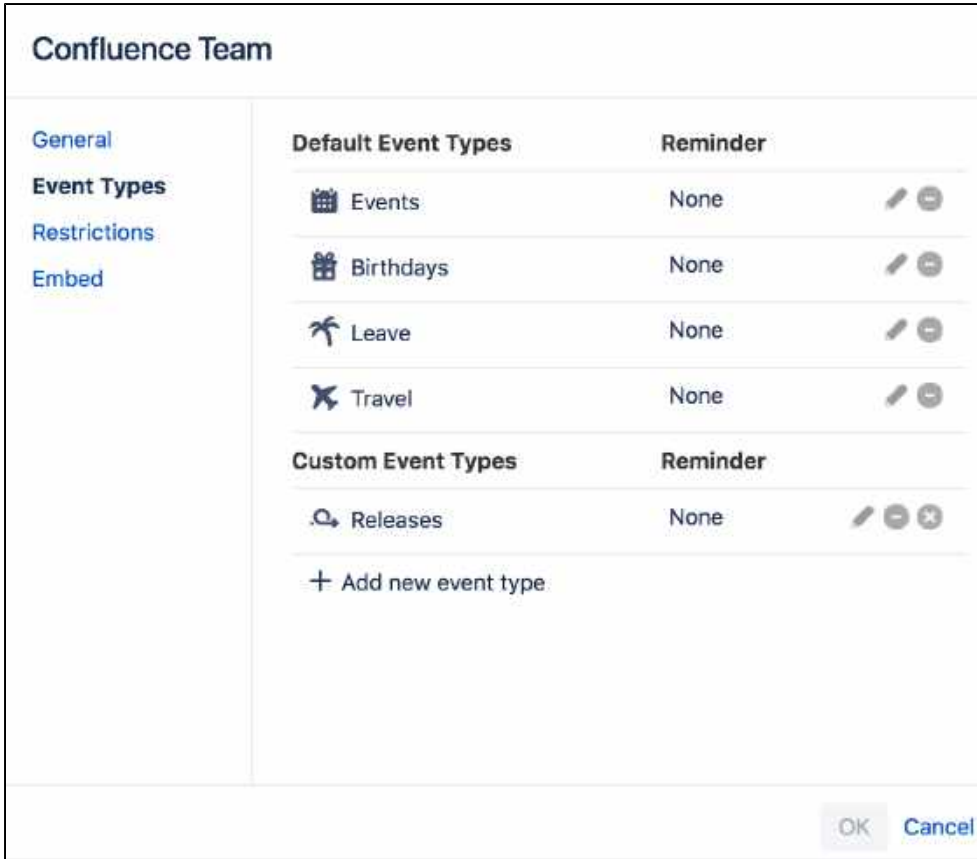 Confluence Team
General
Event Types
Restrictions
Embed
Default Event Types Reminder
Events None
Birthdays None
Leave None
Travel None
Custom Event Types Reminder
Releases None
+ Add new event type
OK Cancel